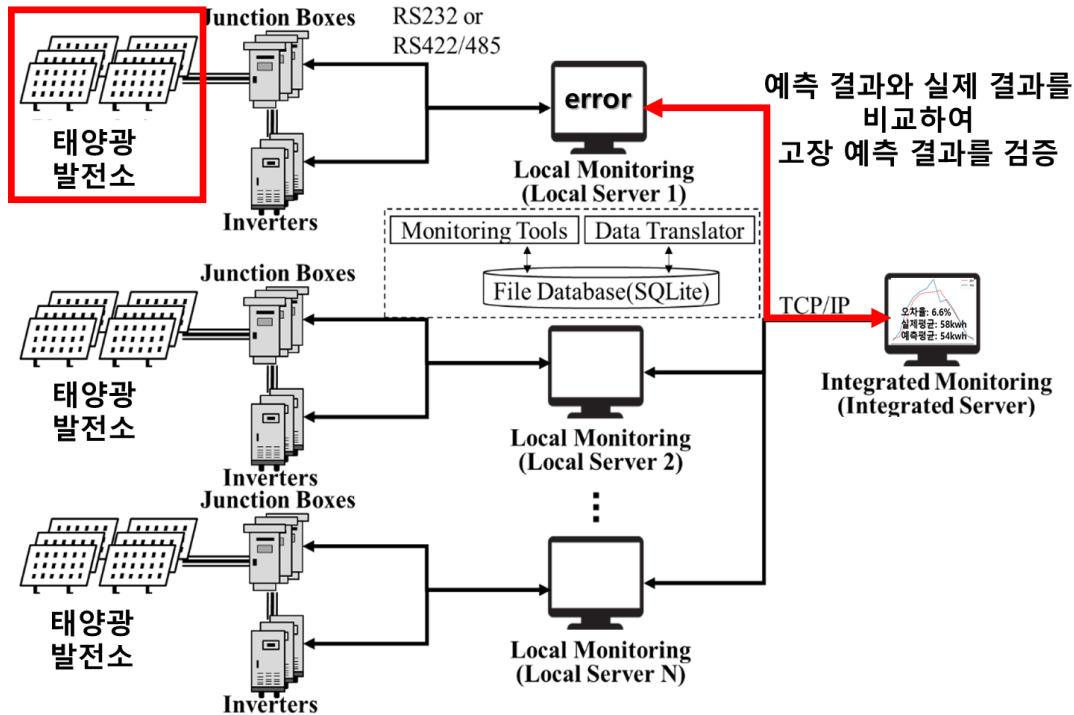 Junction Boxes
RS232 or
RS422/485
태양광
발전소
Inverters
error
Local Monitoring
(Local Server 1)
예측 결과와 실제 결과를
비교하여
고장 예측 결과를 검증
Monitoring Tools
Data Translator
File Database(SQLite)
TCP/IP
오차율: 6.6%
실제평균: 58kwh
예측평균: 54kwh
Integrated Monitoring
(Integrated Server)
Junction Boxes
태양광
발전소
Inverters
Local Monitoring
(Local Server 2)
Junction Boxes
태양광
발전소
Inverters
Local Monitoring
(Local Server N)